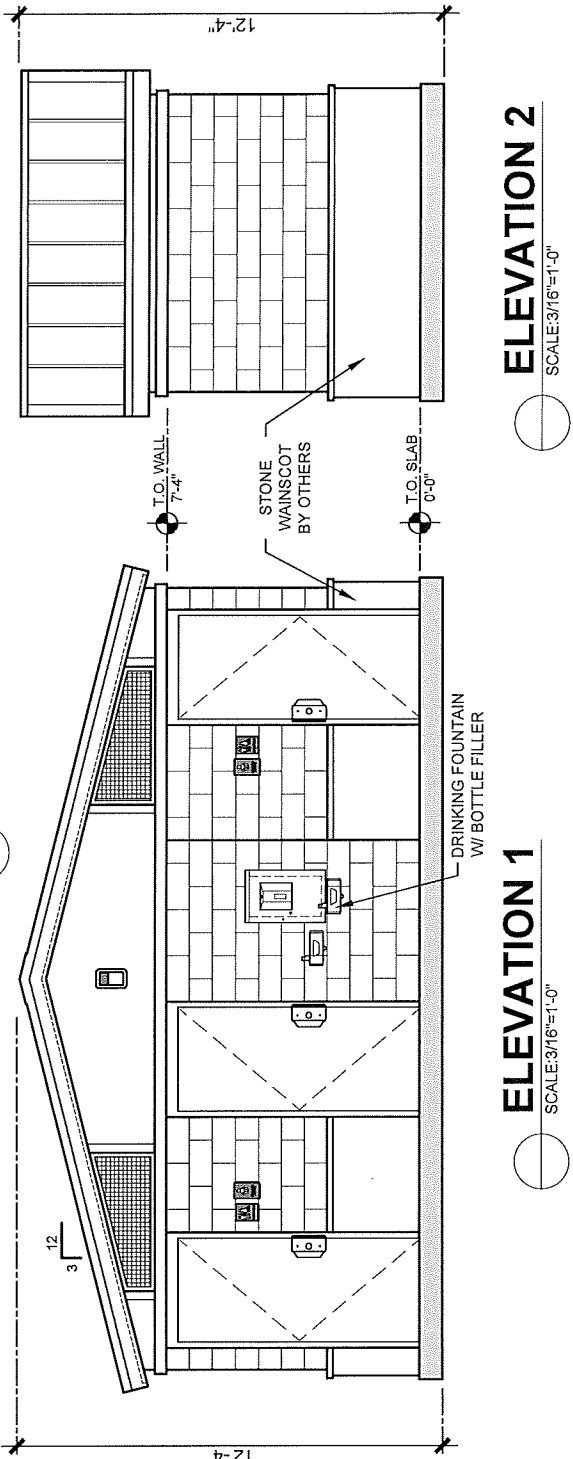 12
3
12'-4
DRINKING FOUNTAIN
W/ BOTTLE FILLER
ELEVATION 1
SCALE:3/16"=1'-0"
T.O. WALL
7'-4"
STONE
WAINSCOT
BY OTHERS
T.O. SLAB
0'-0"
12'-4"
ELEVATION 2
SCALE:3/16"=1'-0"